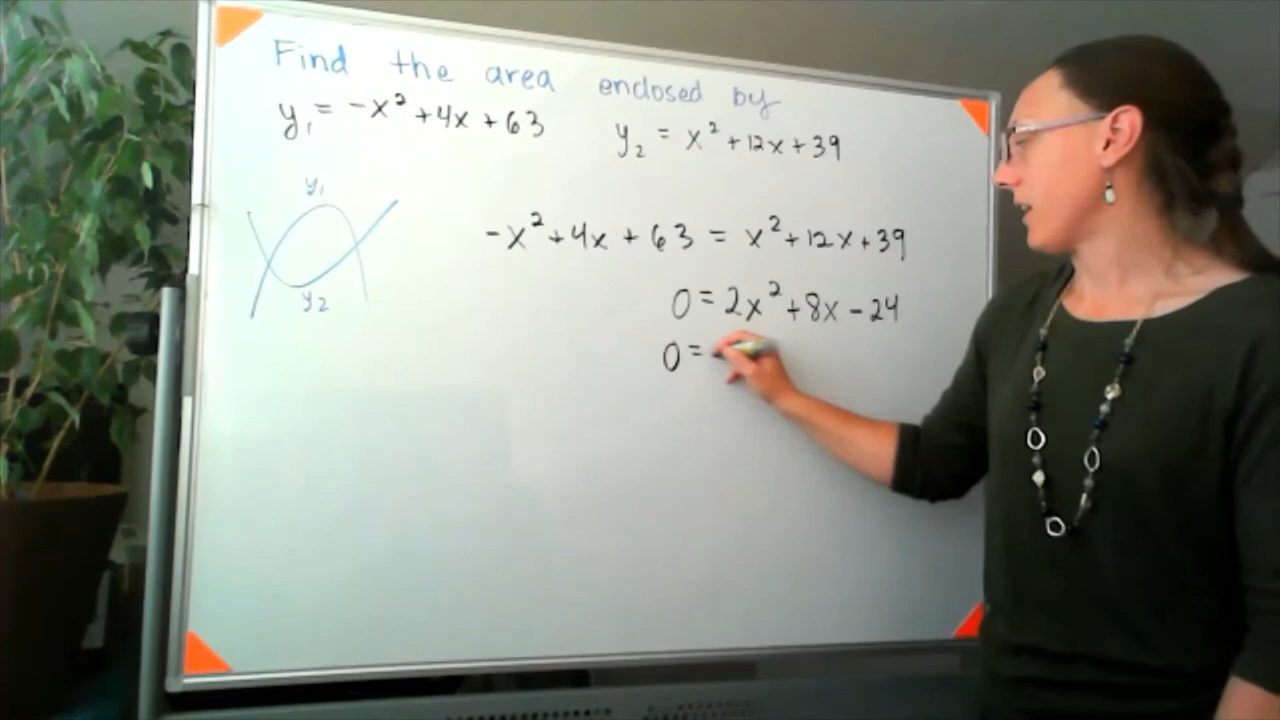 Find the area enclosed by
y₁ = -x² + 4x + 63 y₂ = x² + 12x + 39
y₁
-x² + 4x + 63 = x² + 12x + 39
y₂
0 = 2x² + 8x - 24
0 =